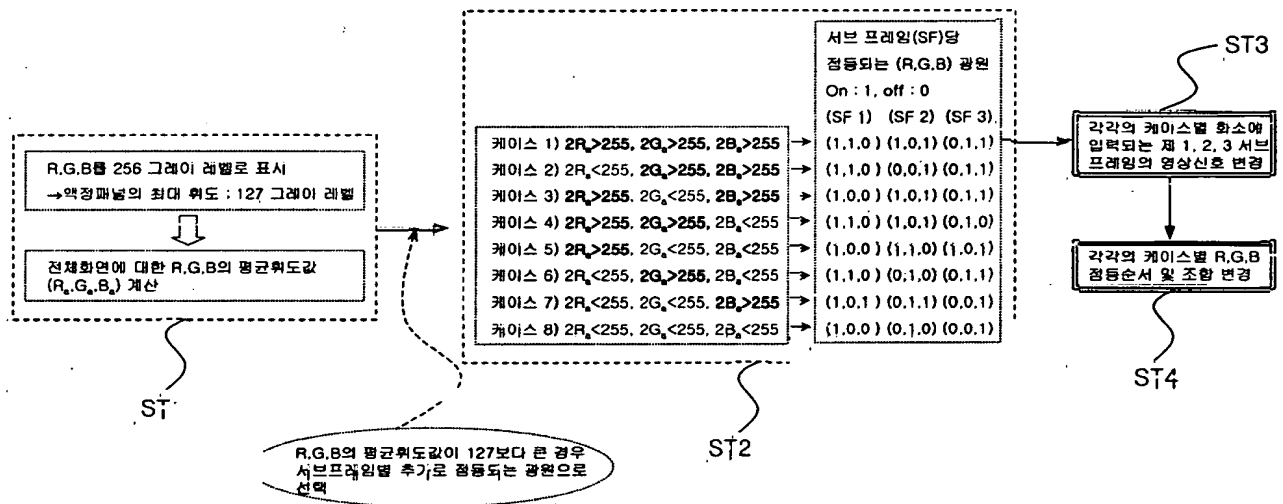 R,G,B를 256 그레이 레벨로 표시
→액정패널의 최대 휘도 : 127 그레이 레벨
전체화면에 대한 R,G,B의 평균휘도값
(Rₐ,Gₐ,Bₐ) 계산
ST1
R,G,B의 평균휘도값이 127보다 큰 경우
서브프레임별 추가로 점등되는 광원으로
선택
서브 프레임(SF)당
점등되는 (R,G,B) 광원
On : 1, off : 0
(SF 1) (SF 2) (SF 3)
케이스 1) 2Rₐ>255, 2Gₐ>255, 2Bₐ>255 → (1,1,0) (1,0,1) (0,1,1)
케이스 2) 2Rₐ<255, 2Gₐ>255, 2Bₐ>255 → (1,1,0) (0,0,1) (0,1,1)
케이스 3) 2Rₐ>255, 2Gₐ<255, 2Bₐ>255 → (1,0,0) (1,0,1) (0,1,1)
케이스 4) 2Rₐ>255, 2Gₐ>255, 2Bₐ<255 → (1,1,0) (1,0,1) (0,1,0)
케이스 5) 2Rₐ>255, 2Gₐ<255, 2Bₐ<255 → (1,0,0) (1,1,0) (1,0,1)
케이스 6) 2Rₐ<255, 2Gₐ>255, 2Bₐ<255 → (1,1,0) (0,1,0) (0,1,1)
케이스 7) 2Rₐ<255, 2Gₐ<255, 2Bₐ>255 → (1,0,1) (0,1,1) (0,0,1)
케이스 8) 2Rₐ<255, 2Gₐ<255, 2Bₐ<255 → (1,0,0) (0,1,0) (0,0,1)
ST2
ST3
각각의 케이스별 화소에
입력되는 제 1, 2, 3 서브
프레임의 영상신호 변경
각각의 케이스별 R,G,B
점등순서 및 조합 변경
ST4